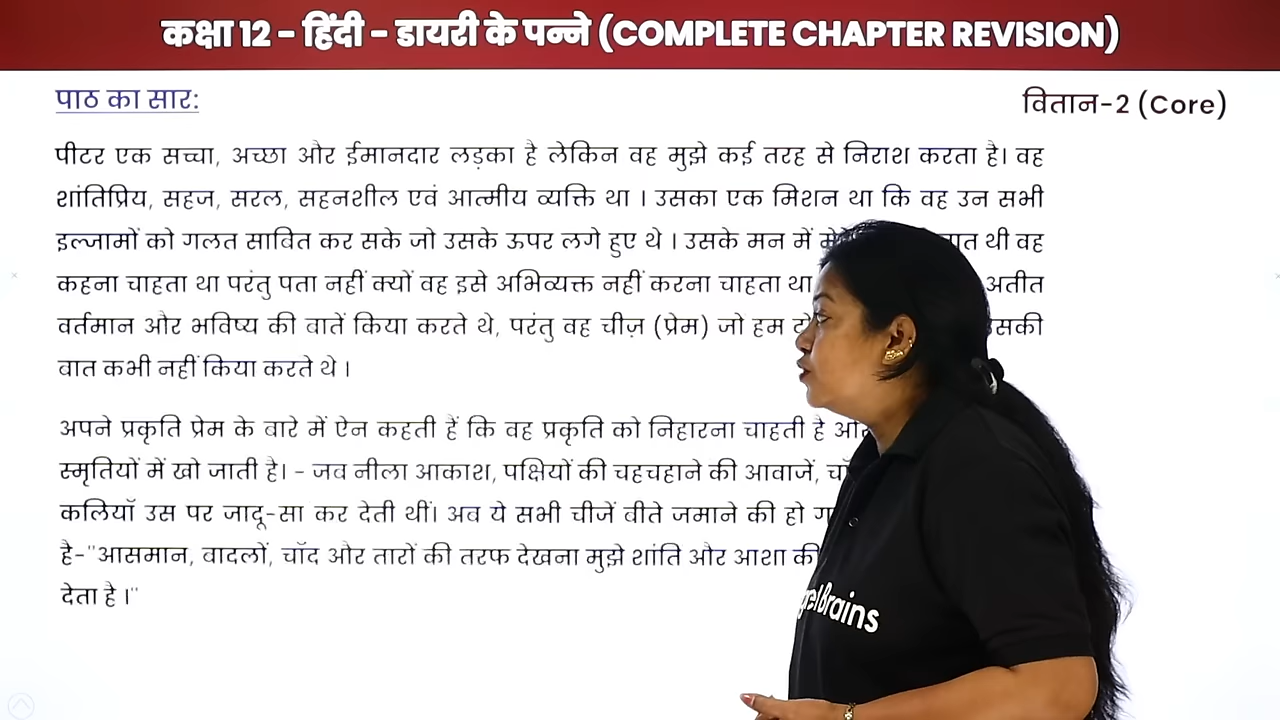 कक्षा 12 - हिंदी - डायरी के पन्ने (COMPLETE CHAPTER REVISION)
पाठ का सार:
वितान-2 (Core)
पीटर एक सच्चा, अच्छा और ईमानदार लड़का है लेकिन वह मुझे कई तरह से निराश करता है। वह
शांतिप्रिय, सहज, सरल, सहनशील एवं आत्मीय व्यक्ति था । उसका एक मिशन था कि वह उन सभी
इल्जामों को गलत साबित कर सके जो उसके ऊपर लगे हुए थे । उसके मन में थी वह
कहना चाहता था परंतु पता नहीं क्यों वह इसे अभिव्यक्त नहीं करना चाहता था अतीत
वर्तमान और भविष्य की बातें किया करते थे, परंतु वह चीज़ (प्रेम) जो हम
बात कभी नहीं किया करते थे ।
अपने प्रकृति प्रेम के बारे में ऐन कहती हैं कि वह प्रकृति को निहारना चाहती है
स्मृतियों में खो जाती है। - जब नीला आकाश, पक्षियों की चहचहाने की आवाजें,
कलियाँ उस पर जादू-सा कर देती थीं। अब ये सभी चीजें बीते जमाने की हो
है-"आसमान, बादलों, चाँद और तारों की तरफ देखना मुझे शांति और आशा की
देता है ।"